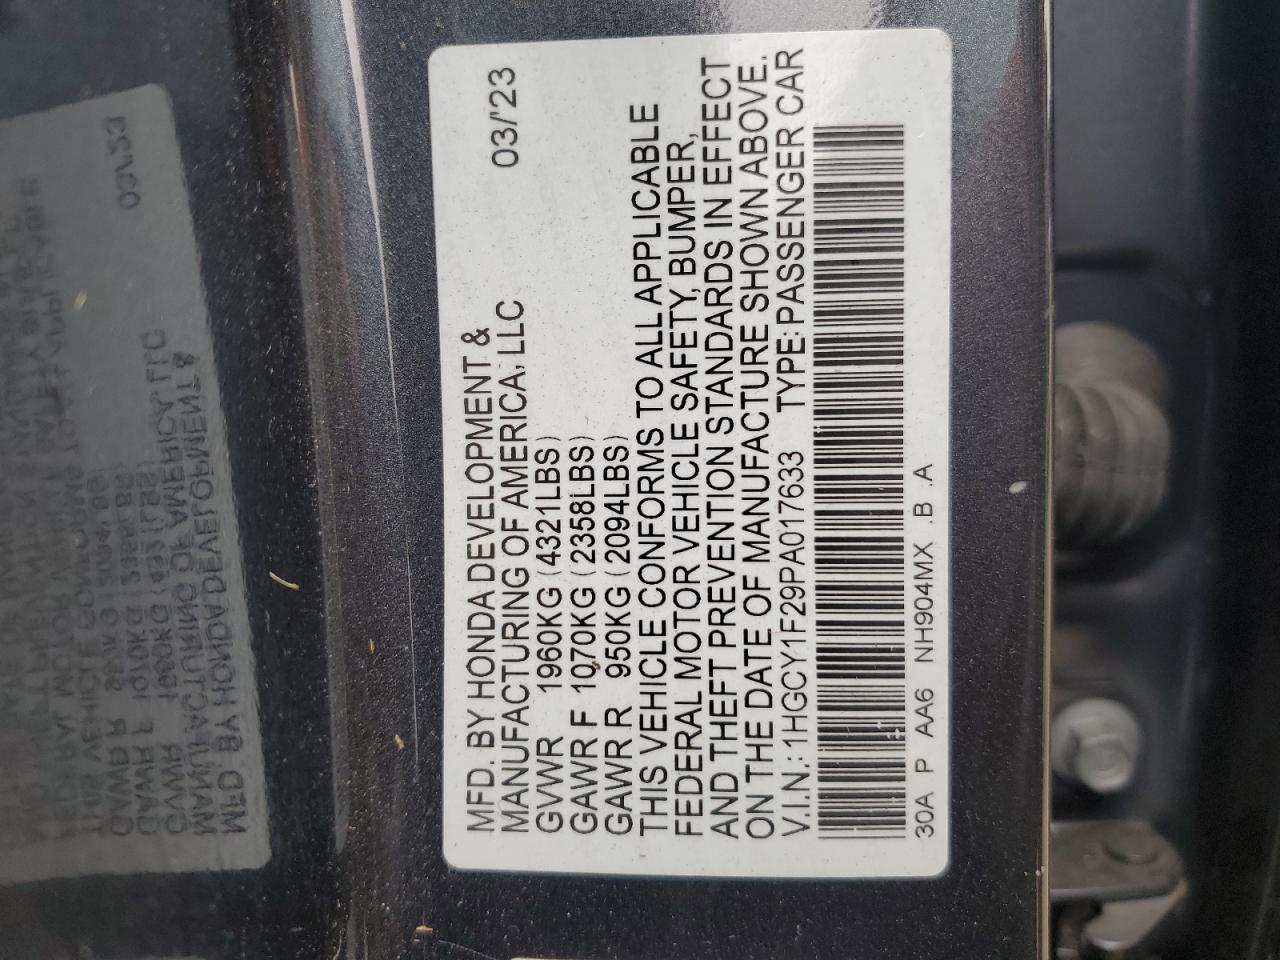 MFD. BY HONDA DEVELOPMENT &
MANUFACTURING OF AMERICA, LLC 03/'23
GVWR 1960KG (4321LBS)
GAWR F 1070KG (2358LBS)
GAWR R 950KG (2094LBS)
THIS VEHICLE CONFORMS TO ALL APPLICABLE
FEDERAL MOTOR VEHICLE SAFETY, BUMPER,
AND THEFT PREVENTION STANDARDS IN EFFECT
ON THE DATE OF MANUFACTURE SHOWN ABOVE.
V.I.N.: 1HGCY1F29PA017633 TYPE: PASSENGER CAR
30A P AA6 NH904MX .B .A